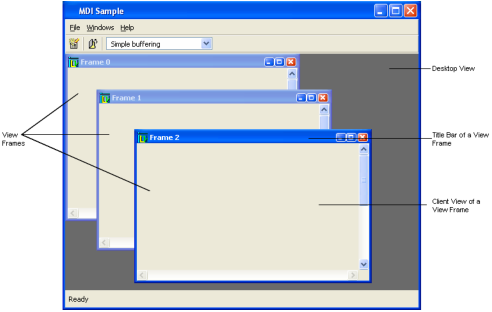 MDI Sample
File Windows Help
Simple buffering
Frame 0
Desktop View
Frame 1
View
Frames
Frame 2
Title Bar of a View
Frame
Client View of a
View Frame
Ready